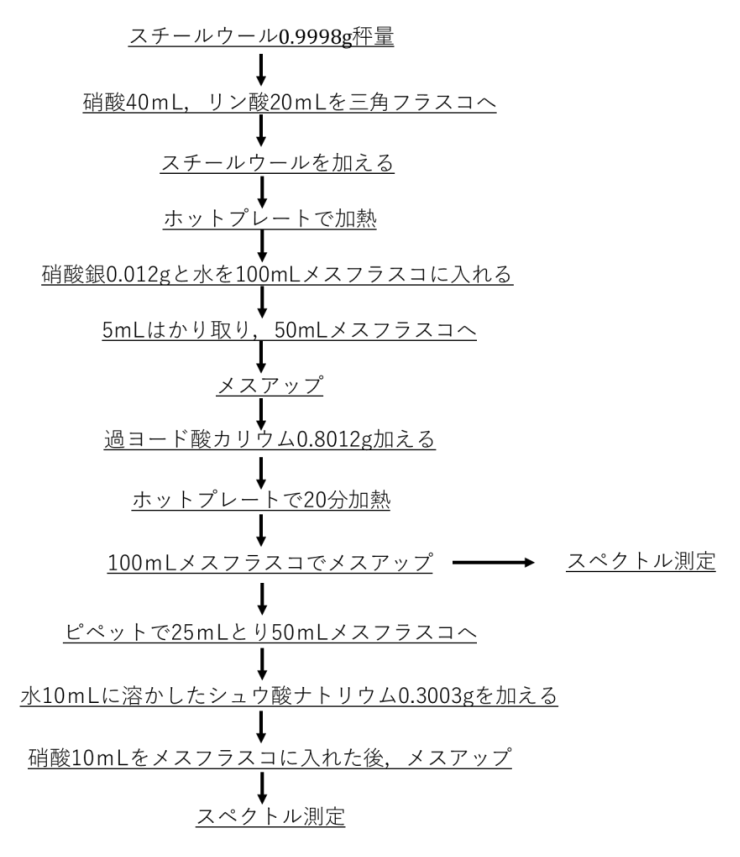 スチールウール0.9998g秤量
硝酸40mL，リン酸20mLを三角フラスコへ
スチールウールを加える
ホットプレートで加熱
硝酸銀0.012gと水を100mLメスフラスコに入れる
5mLはかり取り，50mLメスフラスコへ
メスアップ
過ヨード酸カリウム0.8012g加える
ホットプレートで20分加熱
100mLメスフラスコでメスアップ
スペクトル測定
ピペットで25mLとり50mLメスフラスコへ
水10mLに溶かしたシュウ酸ナトリウム0.3003gを加える
硝酸10mLをメスフラスコに入れた後，メスアップ
スペクトル測定